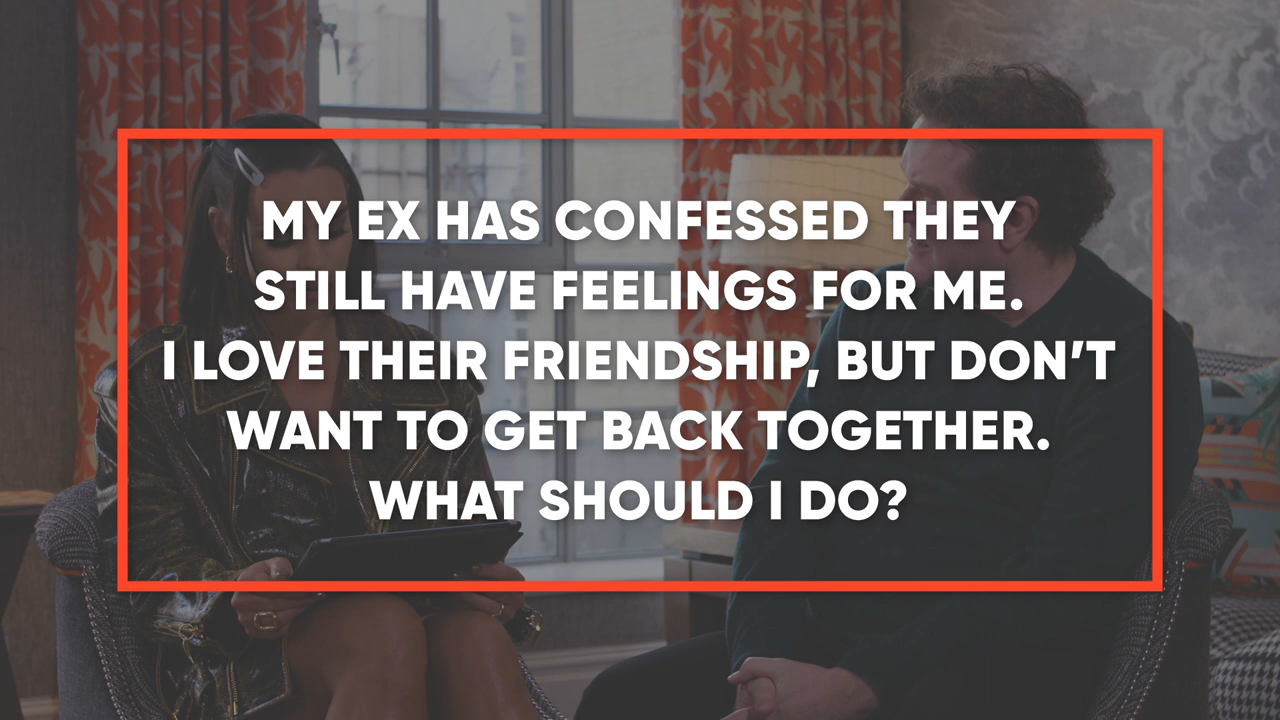 MY EX HAS CONFESSED THEY
STILL HAVE FEELINGS FOR ME.
I LOVE THEIR FRIENDSHIP, BUT DON’T
WANT TO GET BACK TOGETHER.
WHAT SHOULD I DO?